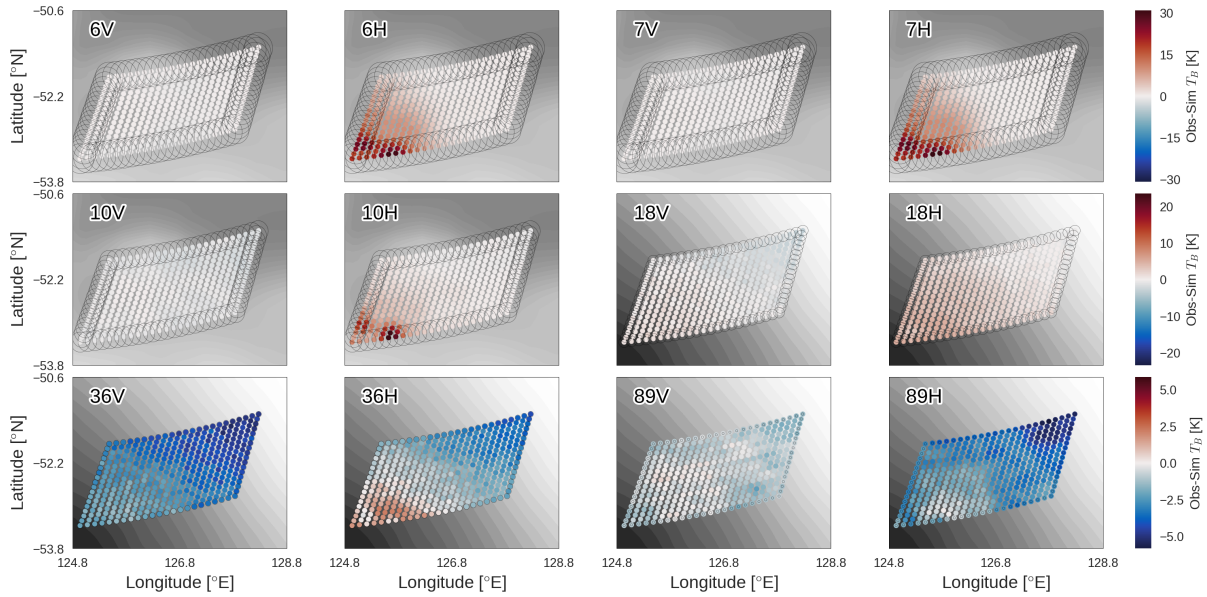 6V
6H
7V
7H
10V
10H
18V
18H
36V
36H
89V
89H
Latitude [°N]
−50.6
−52.2
−53.8
Latitude [°N]
−50.6
−52.2
−53.8
Latitude [°N]
−50.6
−52.2
−53.8
124.8 126.8 128.8
124.8 126.8 128.8
124.8 126.8 128.8
124.8 126.8 128.8
Longitude [°E]
Longitude [°E]
Longitude [°E]
Longitude [°E]
30
15
0
−15
−30
Obs-Sim T_B [K]
20
10
0
−10
−20
Obs-Sim T_B [K]
5.0
2.5
0.0
−2.5
−5.0
Obs-Sim T_B [K]